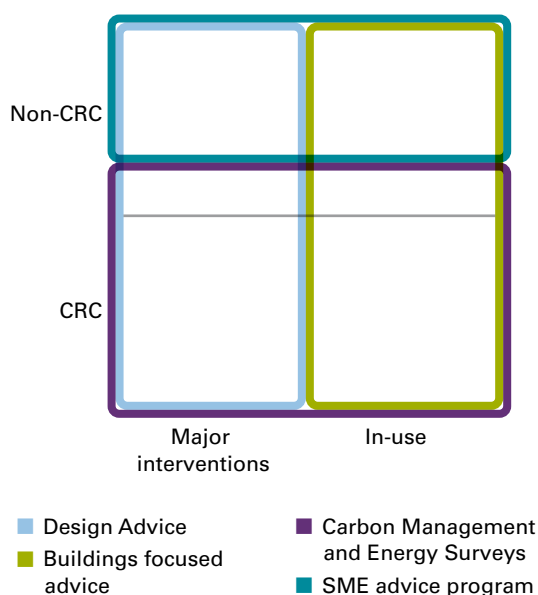 Non-CRC
CRC
Major
interventions
In-use
Design Advice
Buildings focused
advice
Carbon Management
and Energy Surveys
SME advice program